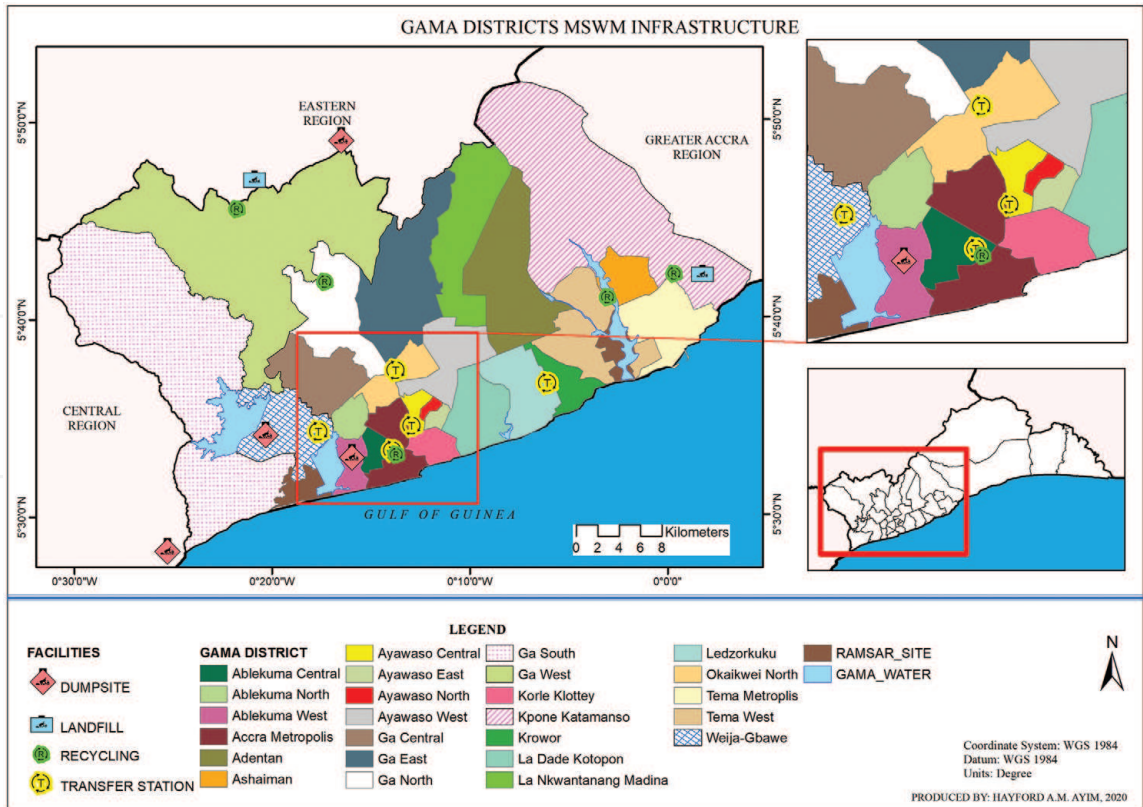 GAMA DISTRICTS MSWM INFRASTRUCTURE
EASTERN
REGION
GREATER ACCRA
REGION
CENTRAL
REGION
GULF OF GUINEA
Kilometers
0 2 4 6 8
5°50'0"N
5°40'0"N
5°30'0"N
5°50'0"N
5°40'0"N
5°30'0"N
0°30'0"W
0°20'0"W
0°10'0"W
0°0'0"
R
R
R
R
R
T
T
T
T
T
T
T
T
T
R
LEGEND
FACILITIES
DUMPSITE
LANDFILL
R RECYCLING
T TRANSFER STATION
GAMA DISTRICT
Ablekuma Central
Ablekuma North
Ablekuma West
Accra Metropolis
Adentan
Ashaiman
Ayawaso Central
Ayawaso East
Ayawaso North
Ayawaso West
Ga Central
Ga East
Ga North
Ga South
Ga West
Korle Klottey
Kpone Katamanso
Krowor
La Dade Kotopon
La Nkwantanang Madina
Ledzorkuku
Okaikwei North
Tema Metroplis
Tema West
Weija-Gbawe
RAMSAR_SITE
GAMA_WATER
N
Coordinate System: WGS 1984
Datum: WGS 1984
Units: Degree
PRODUCED BY: HAYFORD A.M. AYIM, 2020